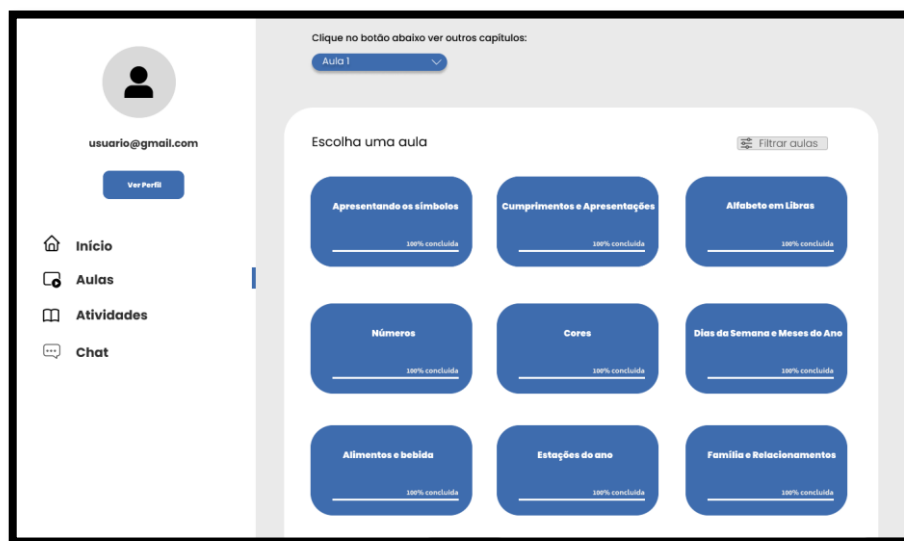 usuario@gmail.com
Ver Perfil
Início
Aulas
Atividades
Chat
Clique no botão abaixo ver outros capítulos:
Aula 1
Escolha uma aula
Filtrar aulas
Apresentando os símbolos
100% concluída
Cumprimentos e Apresentações
100% concluída
Alfabeto em Libras
100% concluída
Números
100% concluída
Cores
100% concluída
Dias da Semana e Meses do Ano
100% concluída
Alimentos e bebida
100% concluída
Estações do ano
100% concluída
Família e Relacionamentos
100% concluída